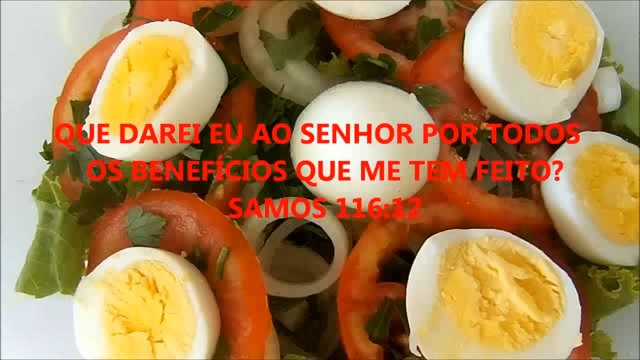 QUE DAREI EU AO SENHOR POR TODOS
OS BENEFÍCIOS QUE ME TEM FEITO?
SAMOS 116:12